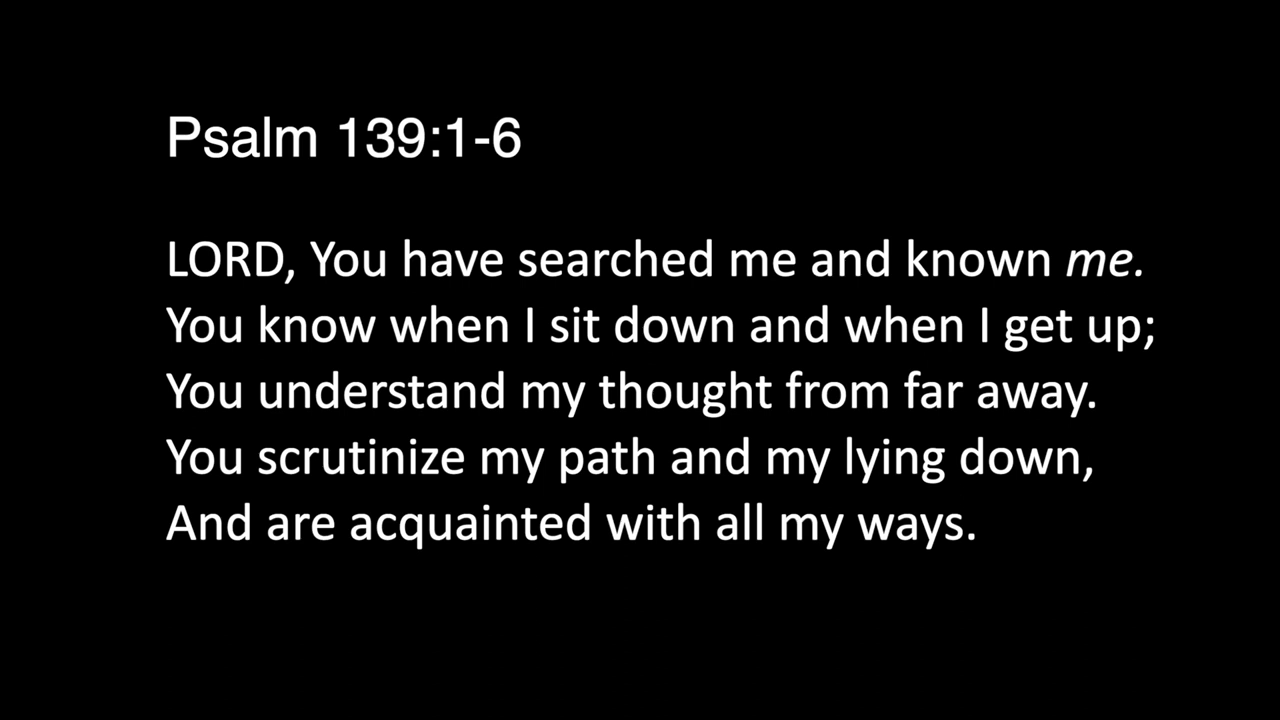 Psalm 139:1-6
LORD, You have searched me and known me.
You know when I sit down and when I get up;
You understand my thought from far away.
You scrutinize my path and my lying down,
And are acquainted with all my ways.